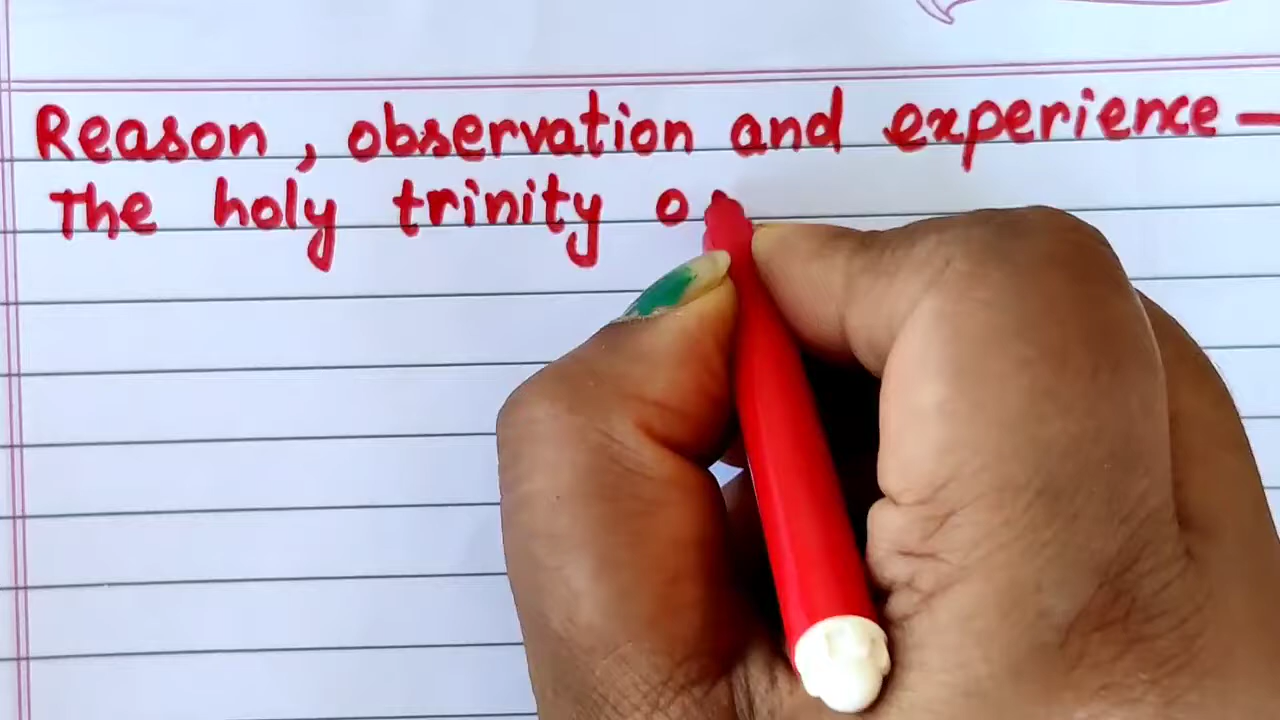 Reason, observation and experience —
The holy trinity o